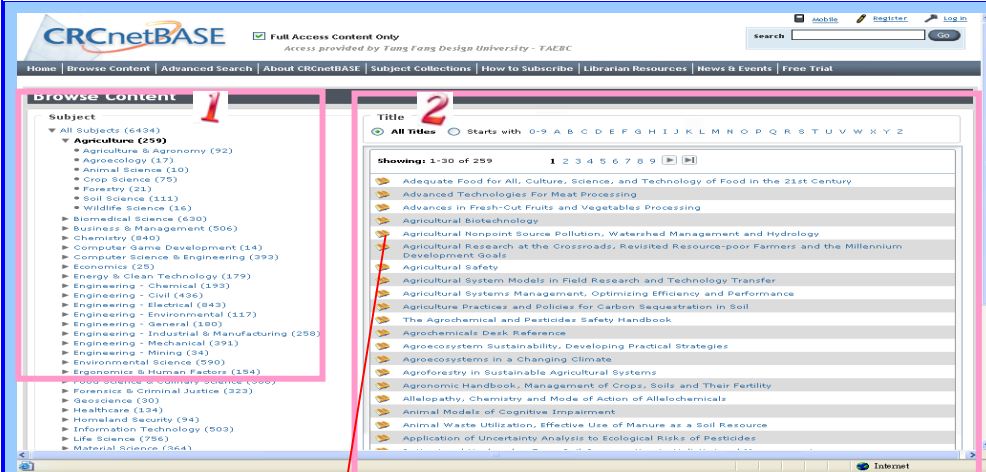 Mobile Register Log in
CRCnetBASE
Full Access Content Only
Access provided by Tung Fang Design University - TAEBC
Search Go
Home | Browse Content | Advanced Search | About CRCnetBASE | Subject Collections | How to Subscribe | Librarian Resources | News & Events | Free Trial
Browse Content
1
Subject
All Subjects (6434)
Agriculture (259)
Agriculture & Agronomy (92)
Agroecology (17)
Animal Science (10)
Crop Science (75)
Forestry (21)
Soil Science (111)
Wildlife Science (16)
Biomedical Science (630)
Business & Management (506)
Chemistry (840)
Computer Game Development (14)
Computer Science & Engineering (393)
Economics (25)
Energy & Clean Technology (179)
Engineering - Chemical (193)
Engineering - Civil (436)
Engineering - Electrical (843)
Engineering - Environmental (117)
Engineering - General (180)
Engineering - Industrial & Manufacturing (258)
Engineering - Mechanical (391)
Engineering - Mining (34)
Environmental Science (590)
Ergonomics & Human Factors (154)
Food Science & Culinary Science
Forensics & Criminal Justice (323)
Geoscience (30)
Healthcare (134)
Homeland Security (94)
Information Technology (503)
Life Science (756)
Material Science (364)
2
Title
All Titles Starts with 0-9 A B C D E F G H I J K L M N O P Q R S T U V W X Y Z
Showing: 1-30 of 259 1 2 3 4 5 6 7 8 9
Adequate Food for All, Culture, Science, and Technology of Food in the 21st Century
Advanced Technologies For Meat Processing
Advances in Fresh-Cut Fruits and Vegetables Processing
Agricultural Biotechnology
Agricultural Nonpoint Source Pollution, Watershed Management and Hydrology
Agricultural Research at the Crossroads, Revisited Resource-poor Farmers and the Millennium
Development Goals
Agricultural Safety
Agricultural System Models in Field Research and Technology Transfer
Agricultural Systems Management, Optimizing Efficiency and Performance
Agriculture Practices and Policies for Carbon Sequestration in Soil
The Agrochemical and Pesticides Safety Handbook
Agrochemicals Desk Reference
Agroecosystem Sustainability, Developing Practical Strategies
Agroecosystems in a Changing Climate
Agroforestry in Sustainable Agricultural Systems
Agronomic Handbook, Management of Crops, Soils and Their Fertility
Allelopathy, Chemistry and Mode of Action of Allelochemicals
Animal Models of Cognitive Impairment
Animal Waste Utilization, Effective Use of Manure as a Soil Resource
Application of Uncertainty Analysis to Ecological Risks of Pesticides
Internet